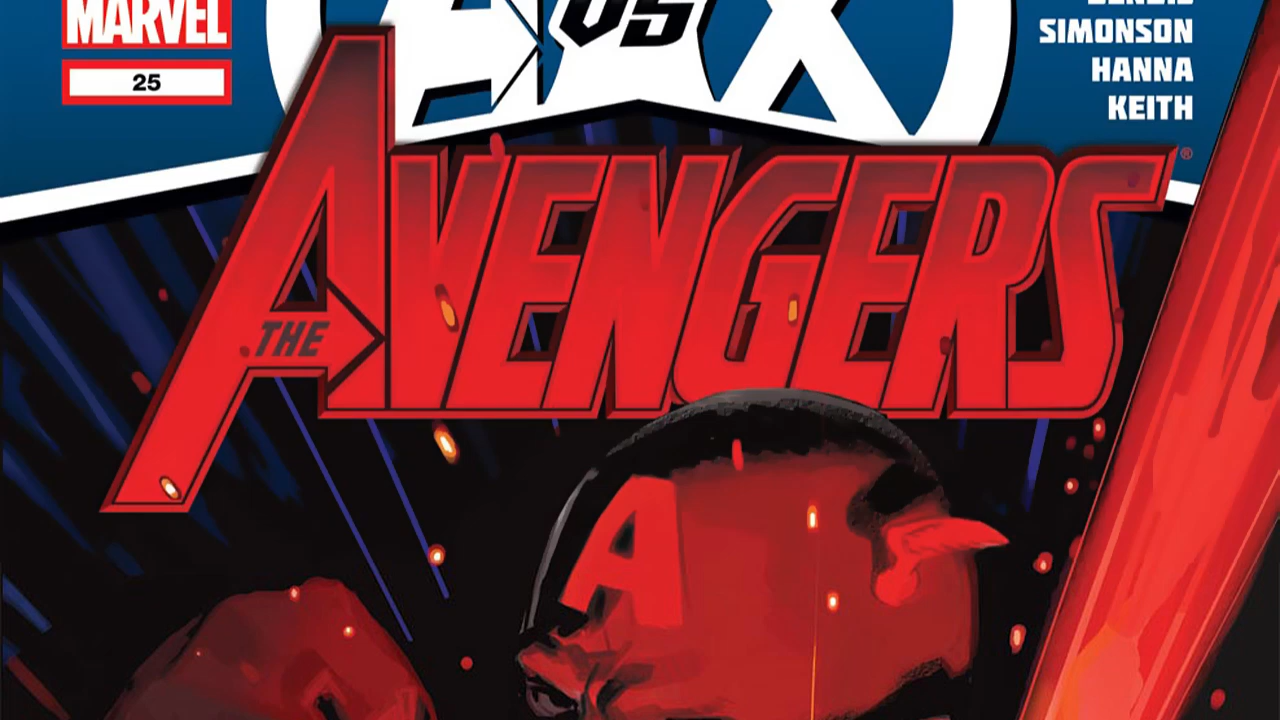 MARVEL
25
A VS X
SIMONSON
HANNA
KEITH
THE
AVENGERS
®
A